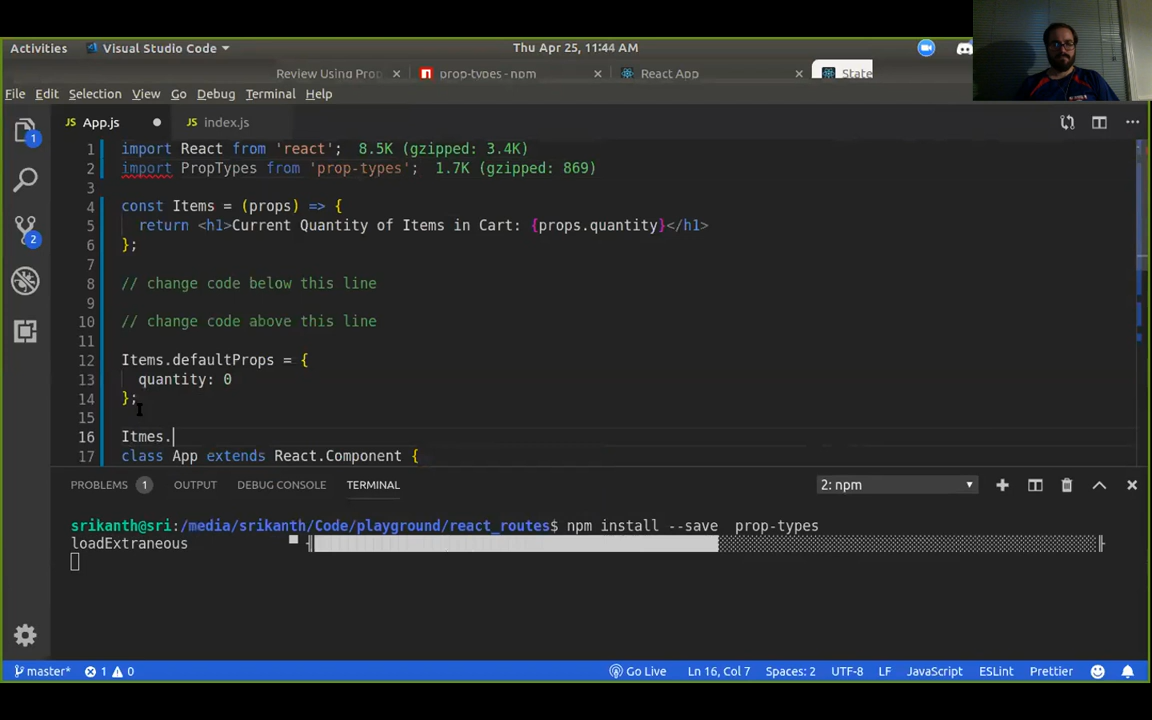 Activities Visual Studio Code Thu Apr 25, 11:44 AM
Review Using Prop prop-types - npm React App State
File Edit Selection View Go Debug Terminal Help
JS App.js JS index.js
1 import React from 'react'; 8.5K (gzipped: 3.4K)
2 import PropTypes from 'prop-types'; 1.7K (gzipped: 869)
3
4 const Items = (props) => {
5 return <h1>Current Quantity of Items in Cart: {props.quantity}</h1>
6 };
7
8 // change code below this line
9
10 // change code above this line
11
12 Items.defaultProps = {
13 quantity: 0
14 };
15
16 Itmes.
17 class App extends React.Component {
PROBLEMS 1 OUTPUT DEBUG CONSOLE TERMINAL 2: npm
srikanth@sri:/media/srikanth/Code/playground/react_routes$ npm install --save prop-types
loadExtraneous
master* 1 0 Go Live Ln 16, Col 7 Spaces: 2 UTF-8 LF JavaScript ESLint Prettier
1
2